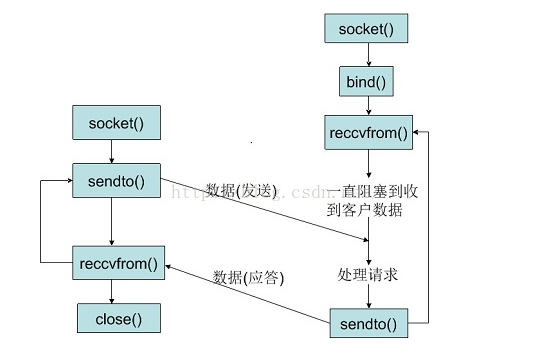 socket()
bind()
reccvfrom()
一直阻塞到收
到客户数据
处理请求
sendto()
socket()
sendto()
reccvfrom()
close()
数据(发送)
数据(应答)